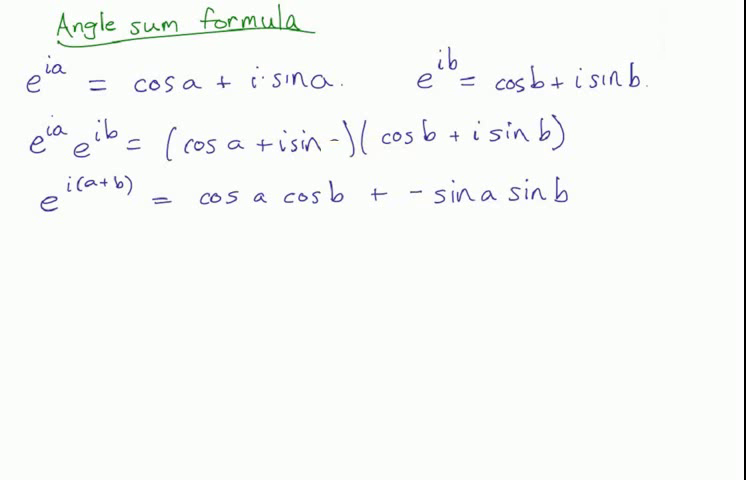 Angle sum formula
e^{ia} = cos a + i·sin a. e^{ib} = cos b + i sin b.
e^{ia} e^{ib} = (cos a + i sin -)(cos b + i sin b)
e^{i(a+b)} = cos a cos b + - sin a sin b